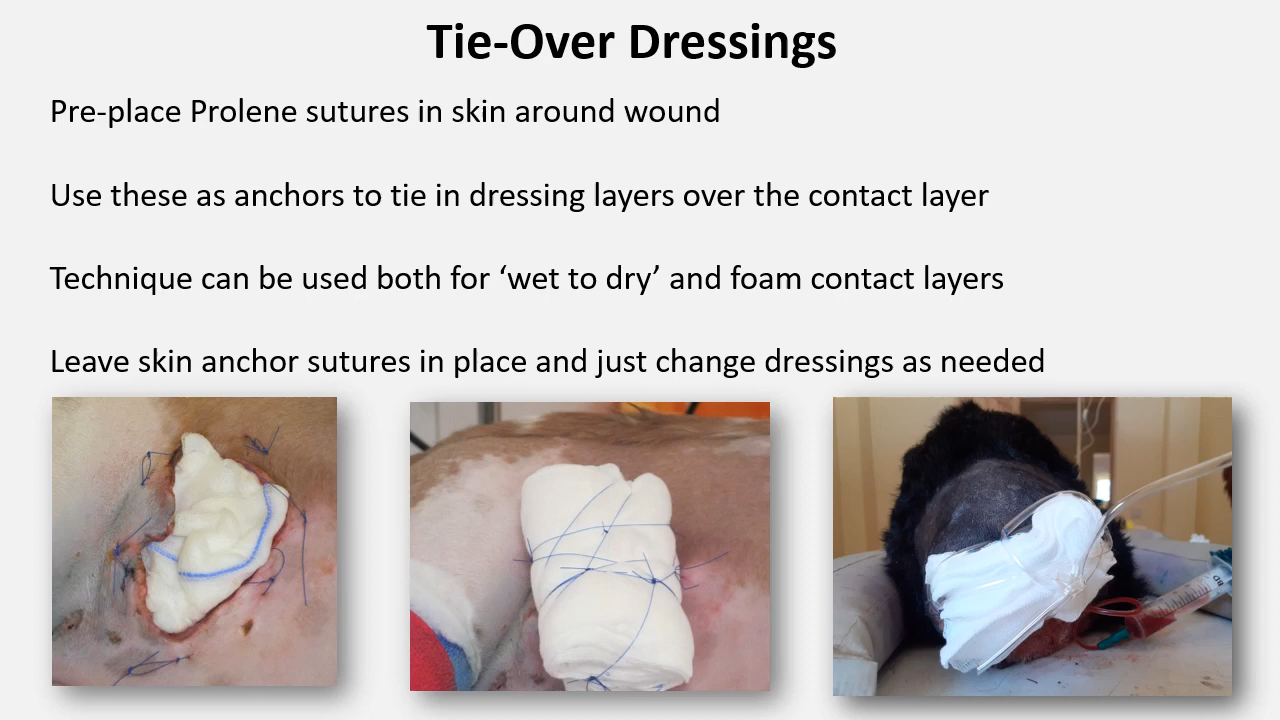 Tie-Over Dressings
Pre-place Prolene sutures in skin around wound
Use these as anchors to tie in dressing layers over the contact layer
Technique can be used both for ‘wet to dry’ and foam contact layers
Leave skin anchor sutures in place and just change dressings as needed